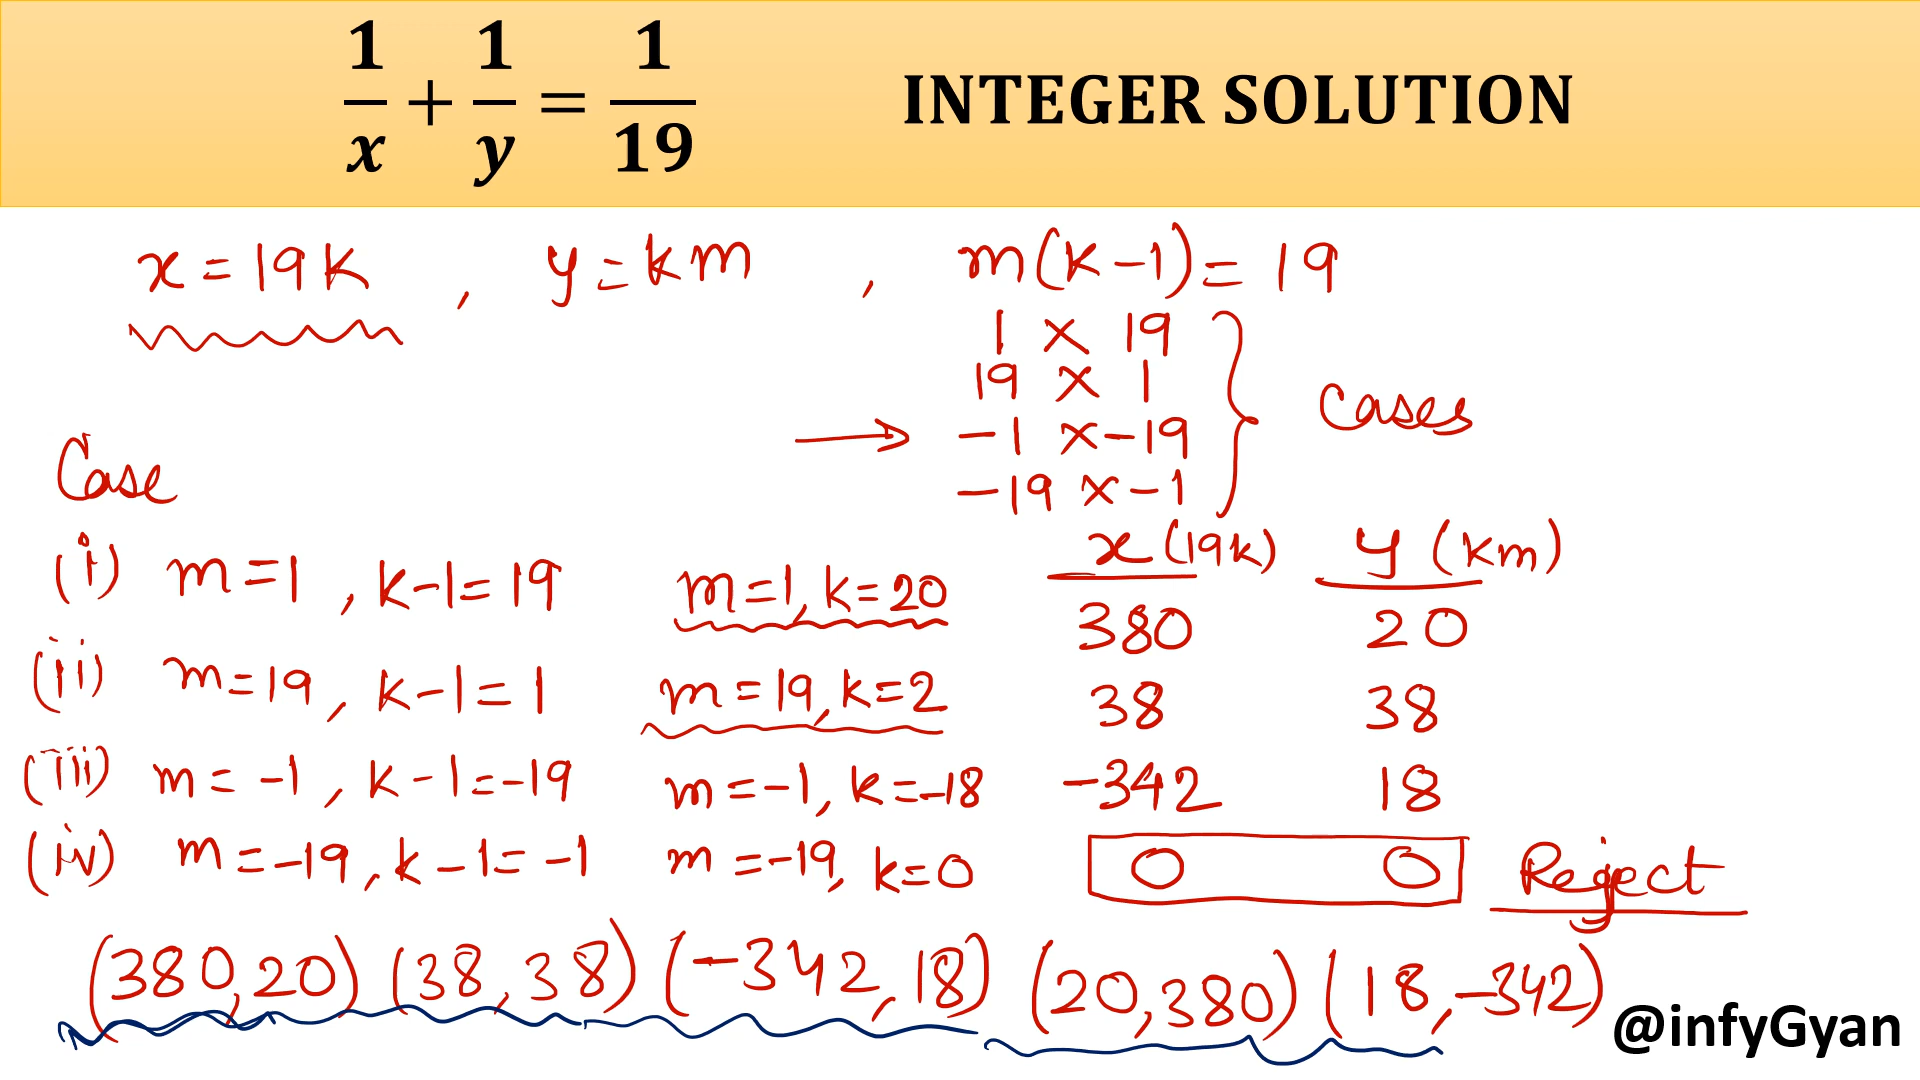 1/x + 1/y = 1/19 INTEGER SOLUTION
x = 19k , y = km , m(k-1) = 19
1 x 19
19 x 1
→ -1 x -19
-19 x -1
} Cases
Case
x (19k) y (km)
(i) m = 1 , k-1 = 19 m = 1, k = 20 380 20
(ii) m = 19 , k-1 = 1 m = 19, k = 2 38 38
(iii) m = -1 , k-1 = -19 m = -1, k = -18 -342 18
(iv) m = -19 , k-1 = -1 m = -19, k = 0 0 0 Reject
(380,20) (38,38) (-342,18) (20,380) (18,-342)
@infyGyan